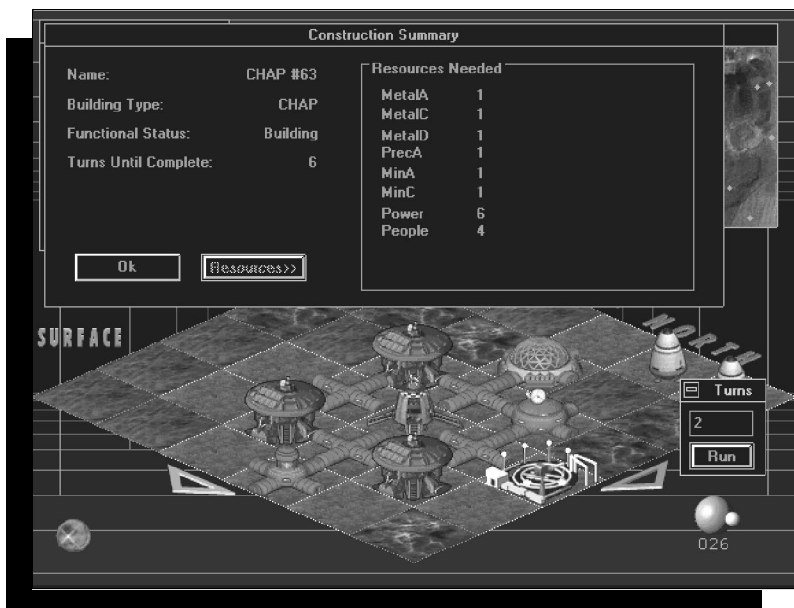 Construction Summary
Name: CHAP #63
Building Type: CHAP
Functional Status: Building
Turns Until Complete: 6
Ok
Resources>>
Resources Needed
MetalA 1
MetalC 1
MetalD 1
PrecA 1
MinA 1
MinC 1
Power 6
People 4
SURFACE
NORTH
Turns
2
Run
026